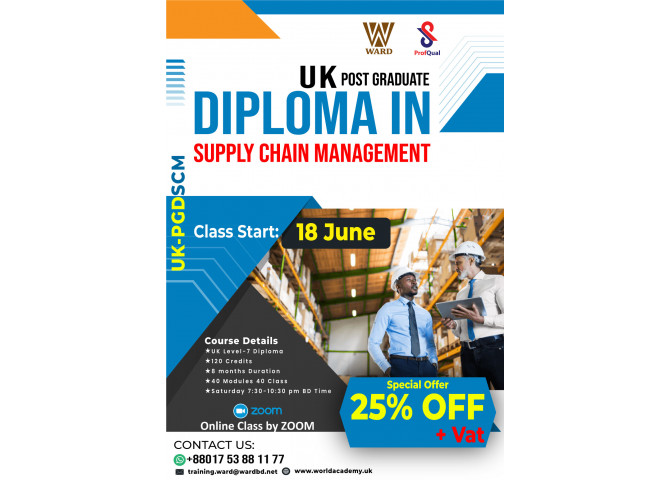 WARD
ProfQual
UK POST GRADUATE
DIPLOMA IN
SUPPLY CHAIN MANAGEMENT
UK-PGDSCM
Class Start: 18 June
Course Details
★UK Level-7 Diploma
★120 Credits
★8 months Duration
★40 Modules 40 Class
★Saturday 7:30-10:30 pm BD Time
zoom
Online Class by ZOOM
Special Offer
25% OFF
+ Vat
CONTACT US:
+88017 53 88 11 77
training.ward@wardbd.net www.worldacademy.uk